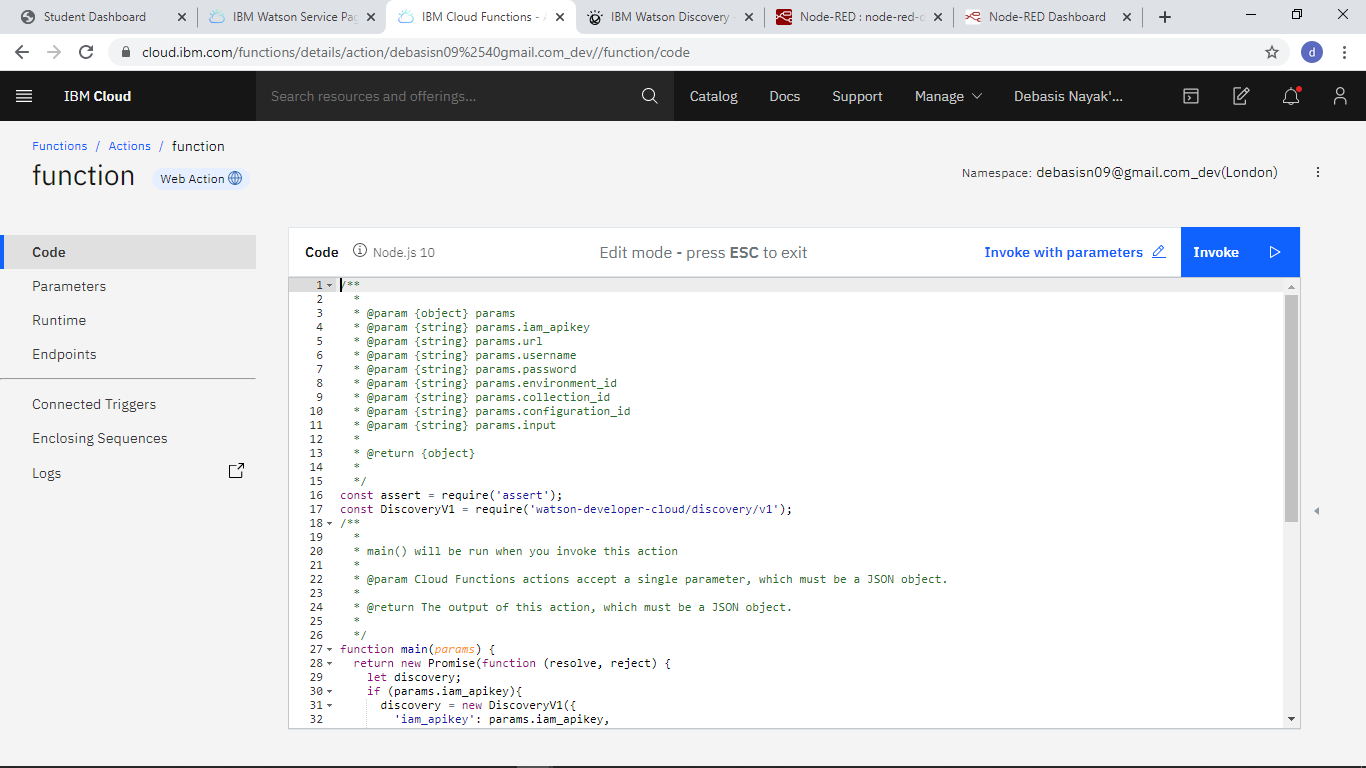 Student Dashboard
IBM Watson Service Pag
IBM Cloud Functions - A
IBM Watson Discovery -
Node-RED : node-red-c
Node-RED Dashboard
cloud.ibm.com/functions/details/action/debasisn09%2540gmail.com_dev//function/code
d
IBM Cloud
Search resources and offerings...
Catalog
Docs
Support
Manage
Debasis Nayak'...
Functions / Actions / function
function
Web Action
Namespace: debasisn09@gmail.com_dev(London)
Code
Parameters
Runtime
Endpoints
Connected Triggers
Enclosing Sequences
Logs
Code Node.js 10
Edit mode - press ESC to exit
Invoke with parameters
Invoke
1 /**
2 *
3 * @param {object} params
4 * @param {string} params.iam_apikey
5 * @param {string} params.url
6 * @param {string} params.username
7 * @param {string} params.password
8 * @param {string} params.environment_id
9 * @param {string} params.collection_id
10 * @param {string} params.configuration_id
11 * @param {string} params.input
12 *
13 * @return {object}
14 *
15 */
16 const assert = require('assert');
17 const DiscoveryV1 = require('watson-developer-cloud/discovery/v1');
18 /**
19 *
20 * main() will be run when you invoke this action
21 *
22 * @param Cloud Functions actions accept a single parameter, which must be a JSON object.
23 *
24 * @return The output of this action, which must be a JSON object.
25 *
26 */
27 function main(params) {
28 return new Promise(function (resolve, reject) {
29 let discovery;
30 if (params.iam_apikey){
31 discovery = new DiscoveryV1({
32 'iam_apikey': params.iam_apikey,